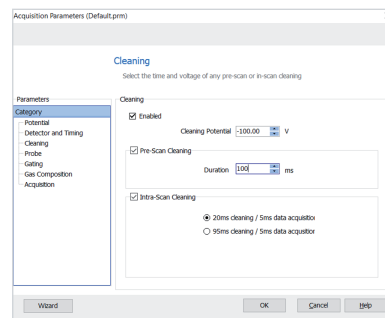 Acquisition Parameters (Default.prm)
Cleaning
Select the time and voltage of any pre-scan or in-scan cleaning
Parameters
Category
Potential
Detector and Timing
Cleaning
Probe
Gating
Gas Composition
Acquisition
Cleaning
Enabled
Cleaning Potential -100.00 V
Pre-Scan Cleaning
Duration 100 ms
Intra-Scan Cleaning
20ms cleaning / 5ms data acquisitior
95ms cleaning / 5ms data acqusitior
Wizard OK Cancel Help